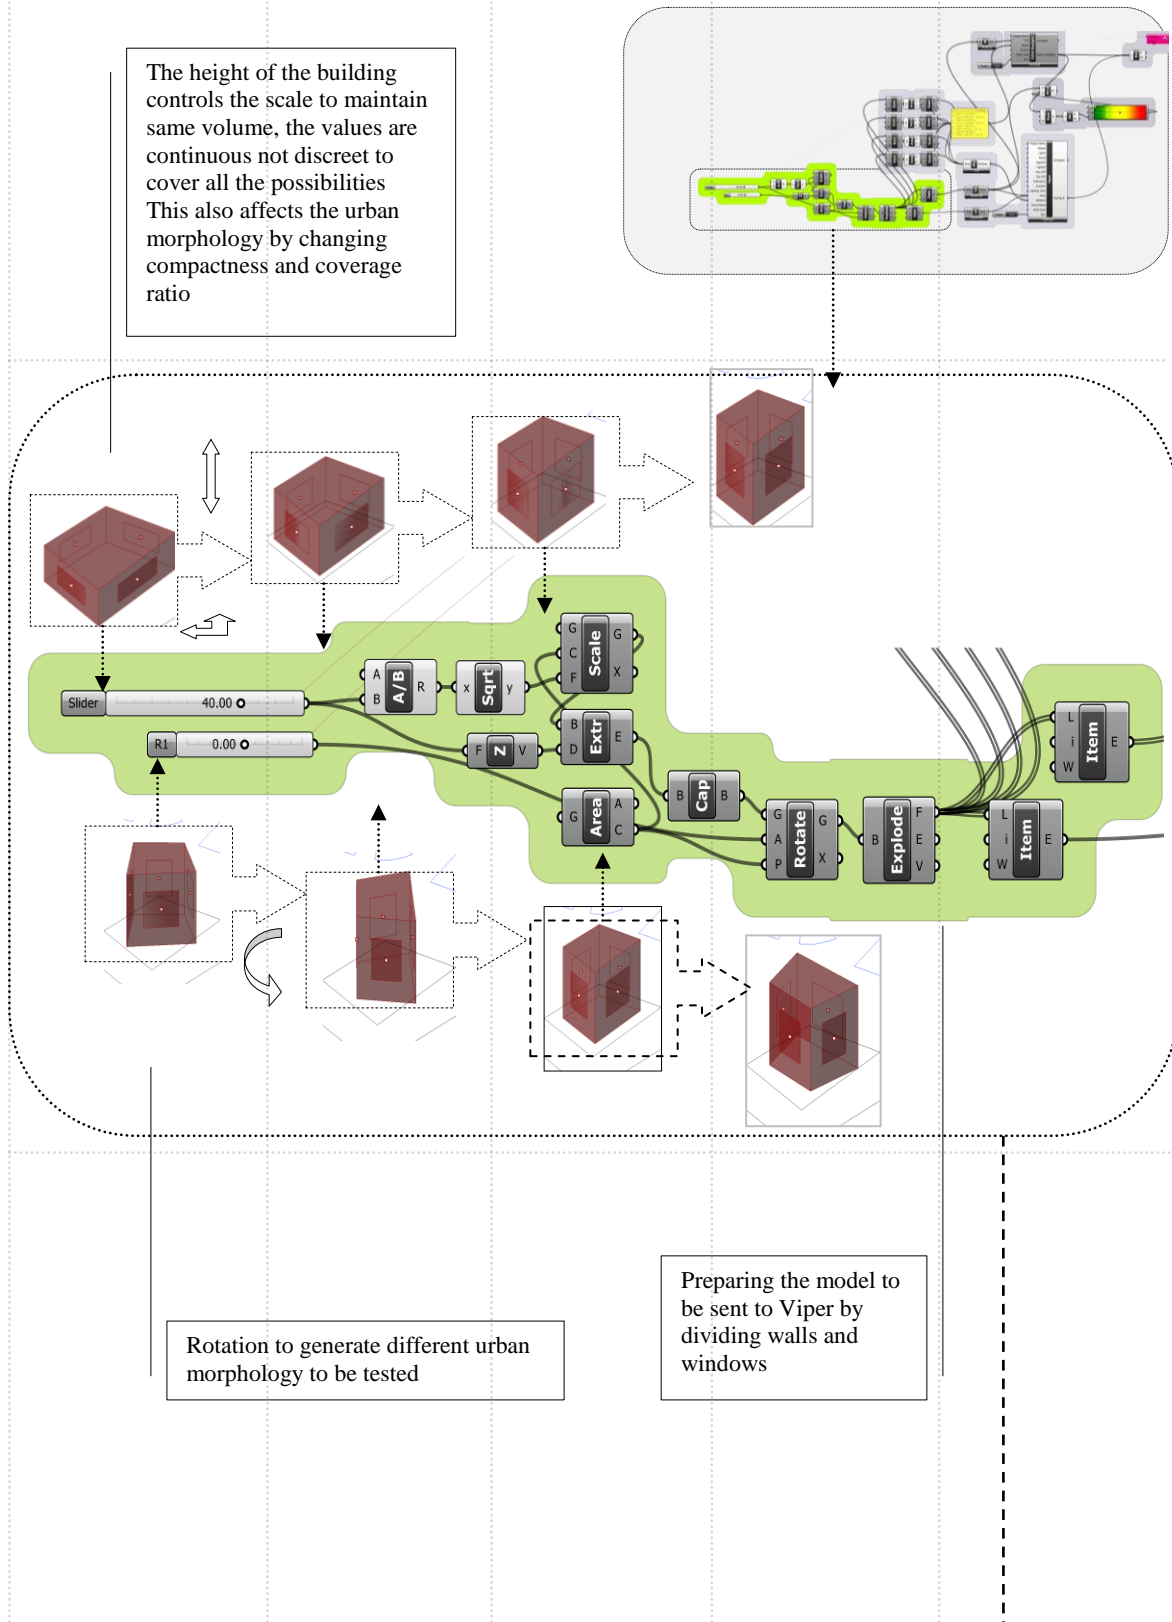 The height of the building
controls the scale to maintain
same volume, the values are
continuous not discreet to
cover all the possibilities
This also affects the urban
morphology by changing
compactness and coverage
ratio
Slider
40.00
R1
0.00
A
B
A/B
R
x
Sqrt
y
G
C
F
Scale
G
X
F
Z
V
B
D
Extr
E
G
Area
A
C
B
Cap
B
G
A
P
Rotate
G
X
B
Explode
F
E
V
L
i
W
Item
E
L
i
W
Item
E
Rotation to generate different urban
morphology to be tested
Preparing the model to
be sent to Viper by
dividing walls and
windows